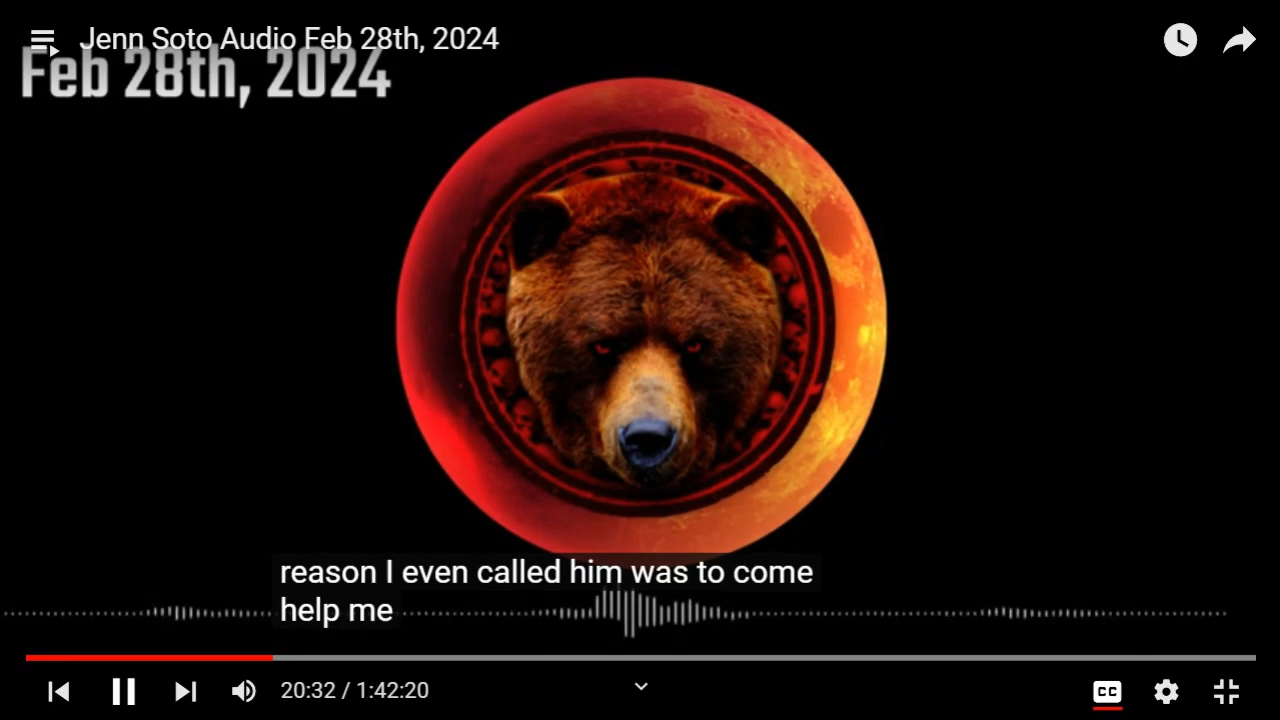 Jenn Soto Audio Feb 28th, 2024
Feb 28th, 2024
reason I even called him was to come
help me
20:32 / 1:42:20
CC